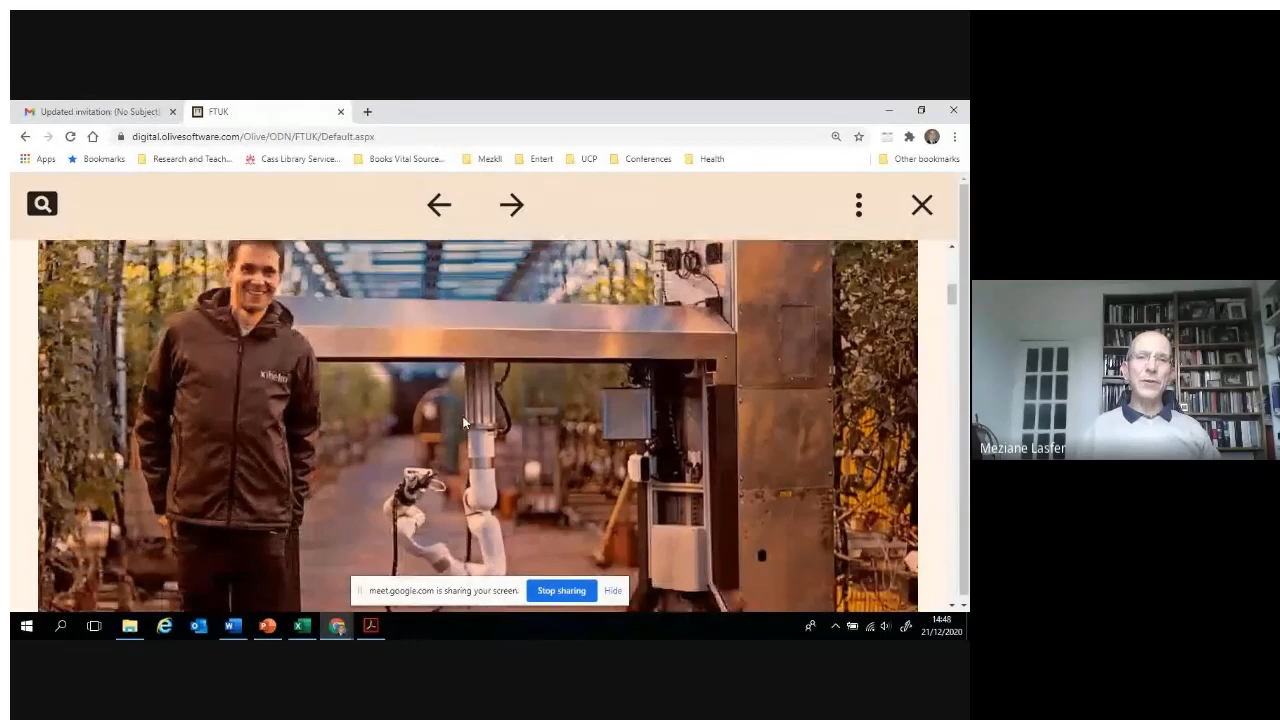 Updated invitation: (No Subject)
FTUK
digital.olivesoftware.com/Olive/ODN/FTUK/Default.aspx
Apps
Bookmarks
Research and Teach...
Cass Library Service...
Books Vital Source...
Mezkll
Entert
UCP
Conferences
Health
Other bookmarks
meet.google.com is sharing your screen.
Stop sharing
Hide
Meziane Lasfer
14:48
21/12/2020